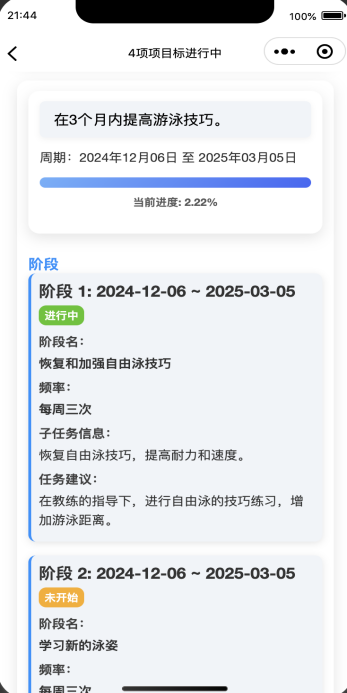 21:44
100%
4项项目标进行中
在3个月内提高游泳技巧。
周期：2024年12月06日 至 2025年03月05日
当前进度: 2.22%
阶段
阶段 1: 2024-12-06 ~ 2025-03-05
进行中
阶段名：
恢复和加强自由泳技巧
频率：
每周三次
子任务信息：
恢复自由泳技巧，提高耐力和速度。
任务建议：
在教练的指导下，进行自由泳的技巧练习，增
加游泳距离。
阶段 2: 2024-12-06 ~ 2025-03-05
未开始
阶段名：
学习新的泳姿
频率：
每周三次